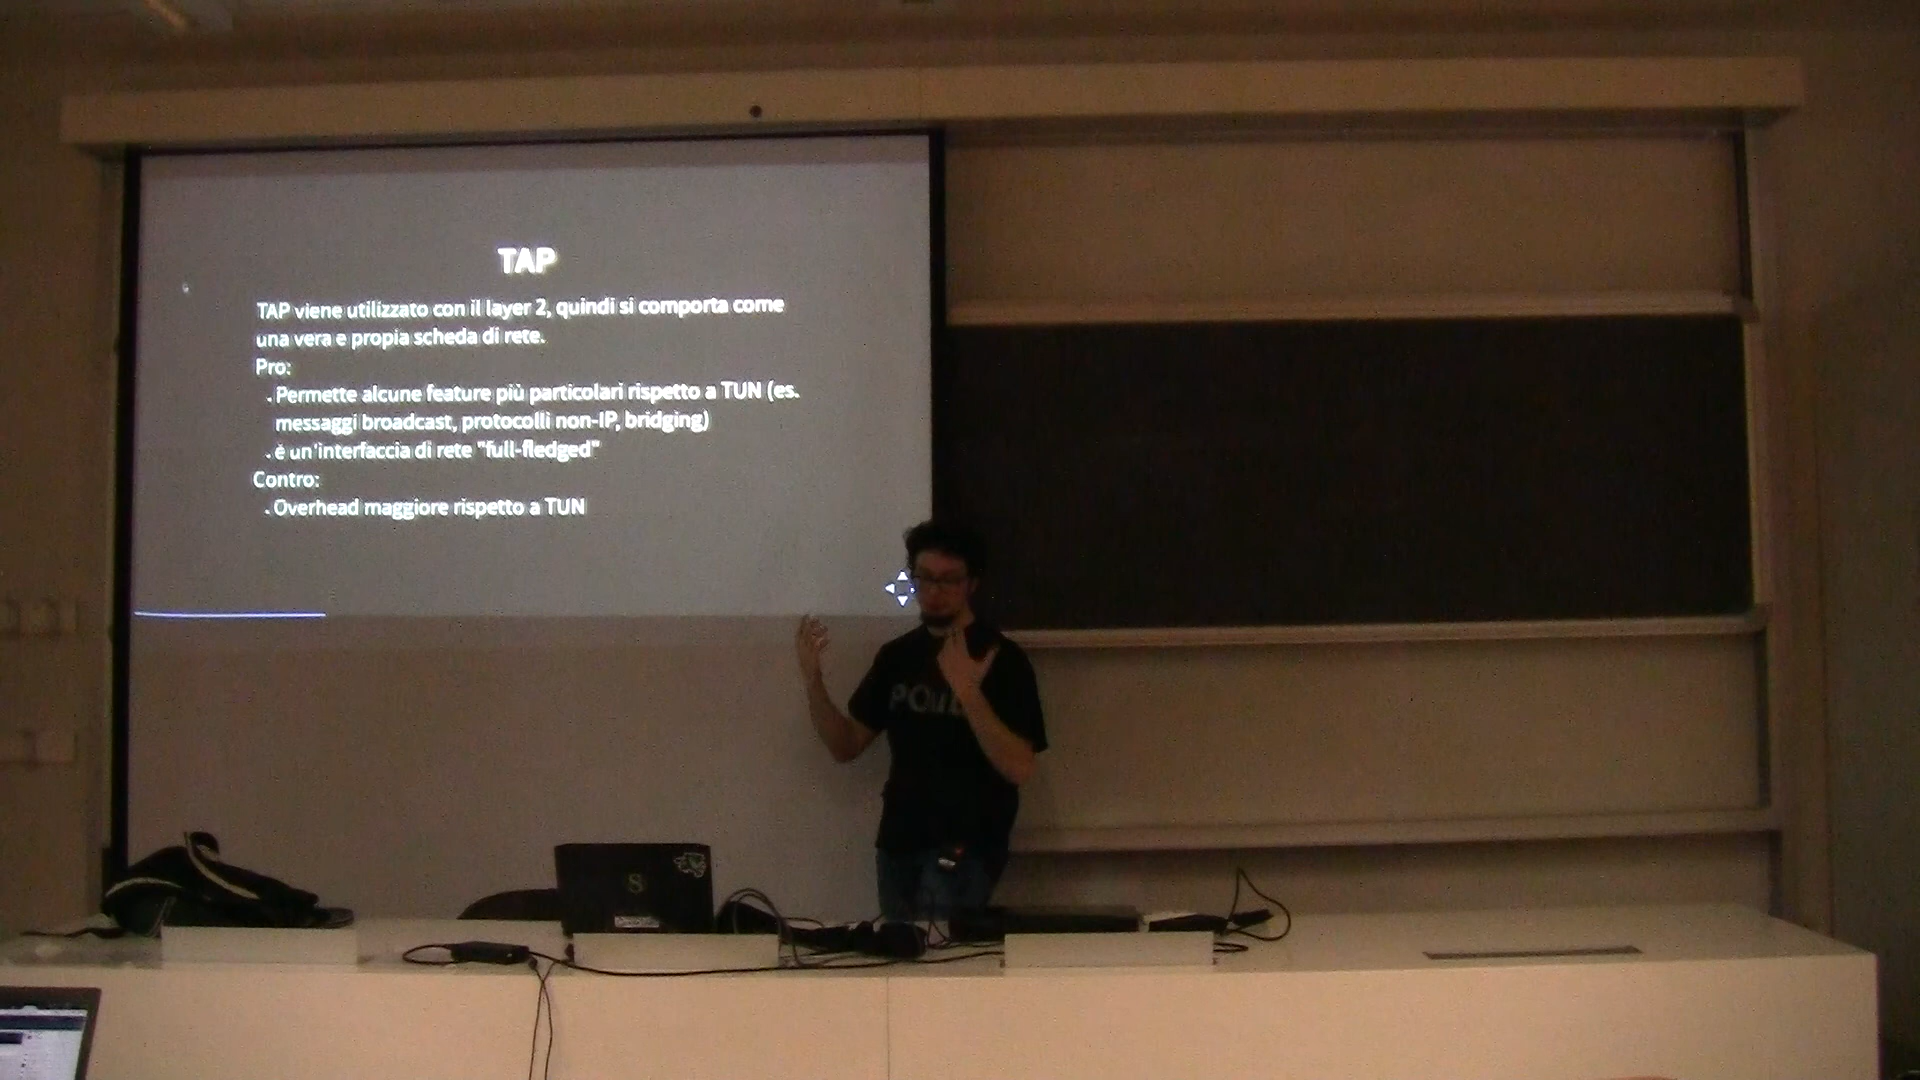 TAP
TAP viene utilizzato con il layer 2, quindi si comporta come
una vera e propia scheda di rete.
Pro:
. Permette alcune feature più particolari rispetto a TUN (es.
messaggi broadcast, protocolli non-IP, bridging)
. è un'interfaccia di rete "full-fledged"
Contro:
. Overhead maggiore rispetto a TUN
S